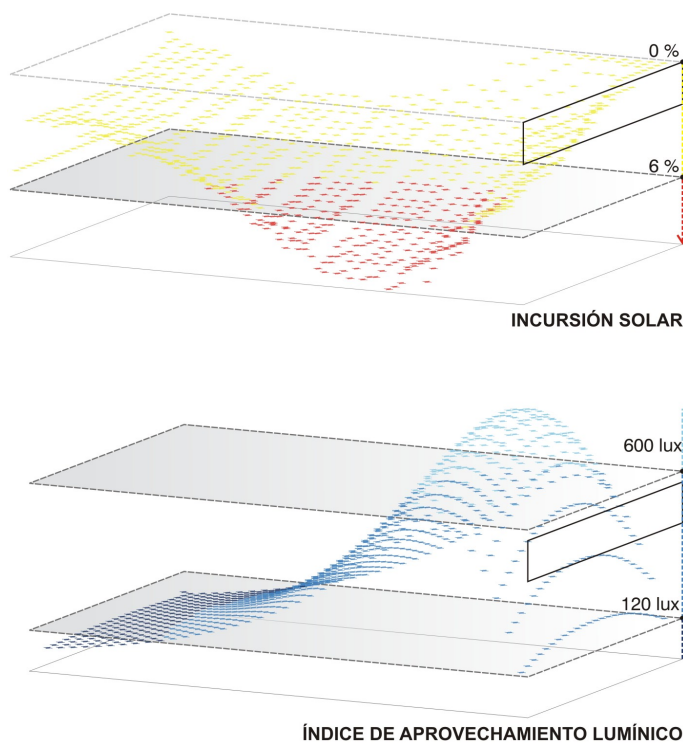 0 %
6 %
INCURSIÓN SOLAR
600 lux
120 lux
ÍNDICE DE APROVECHAMIENTO LUMÍNICO